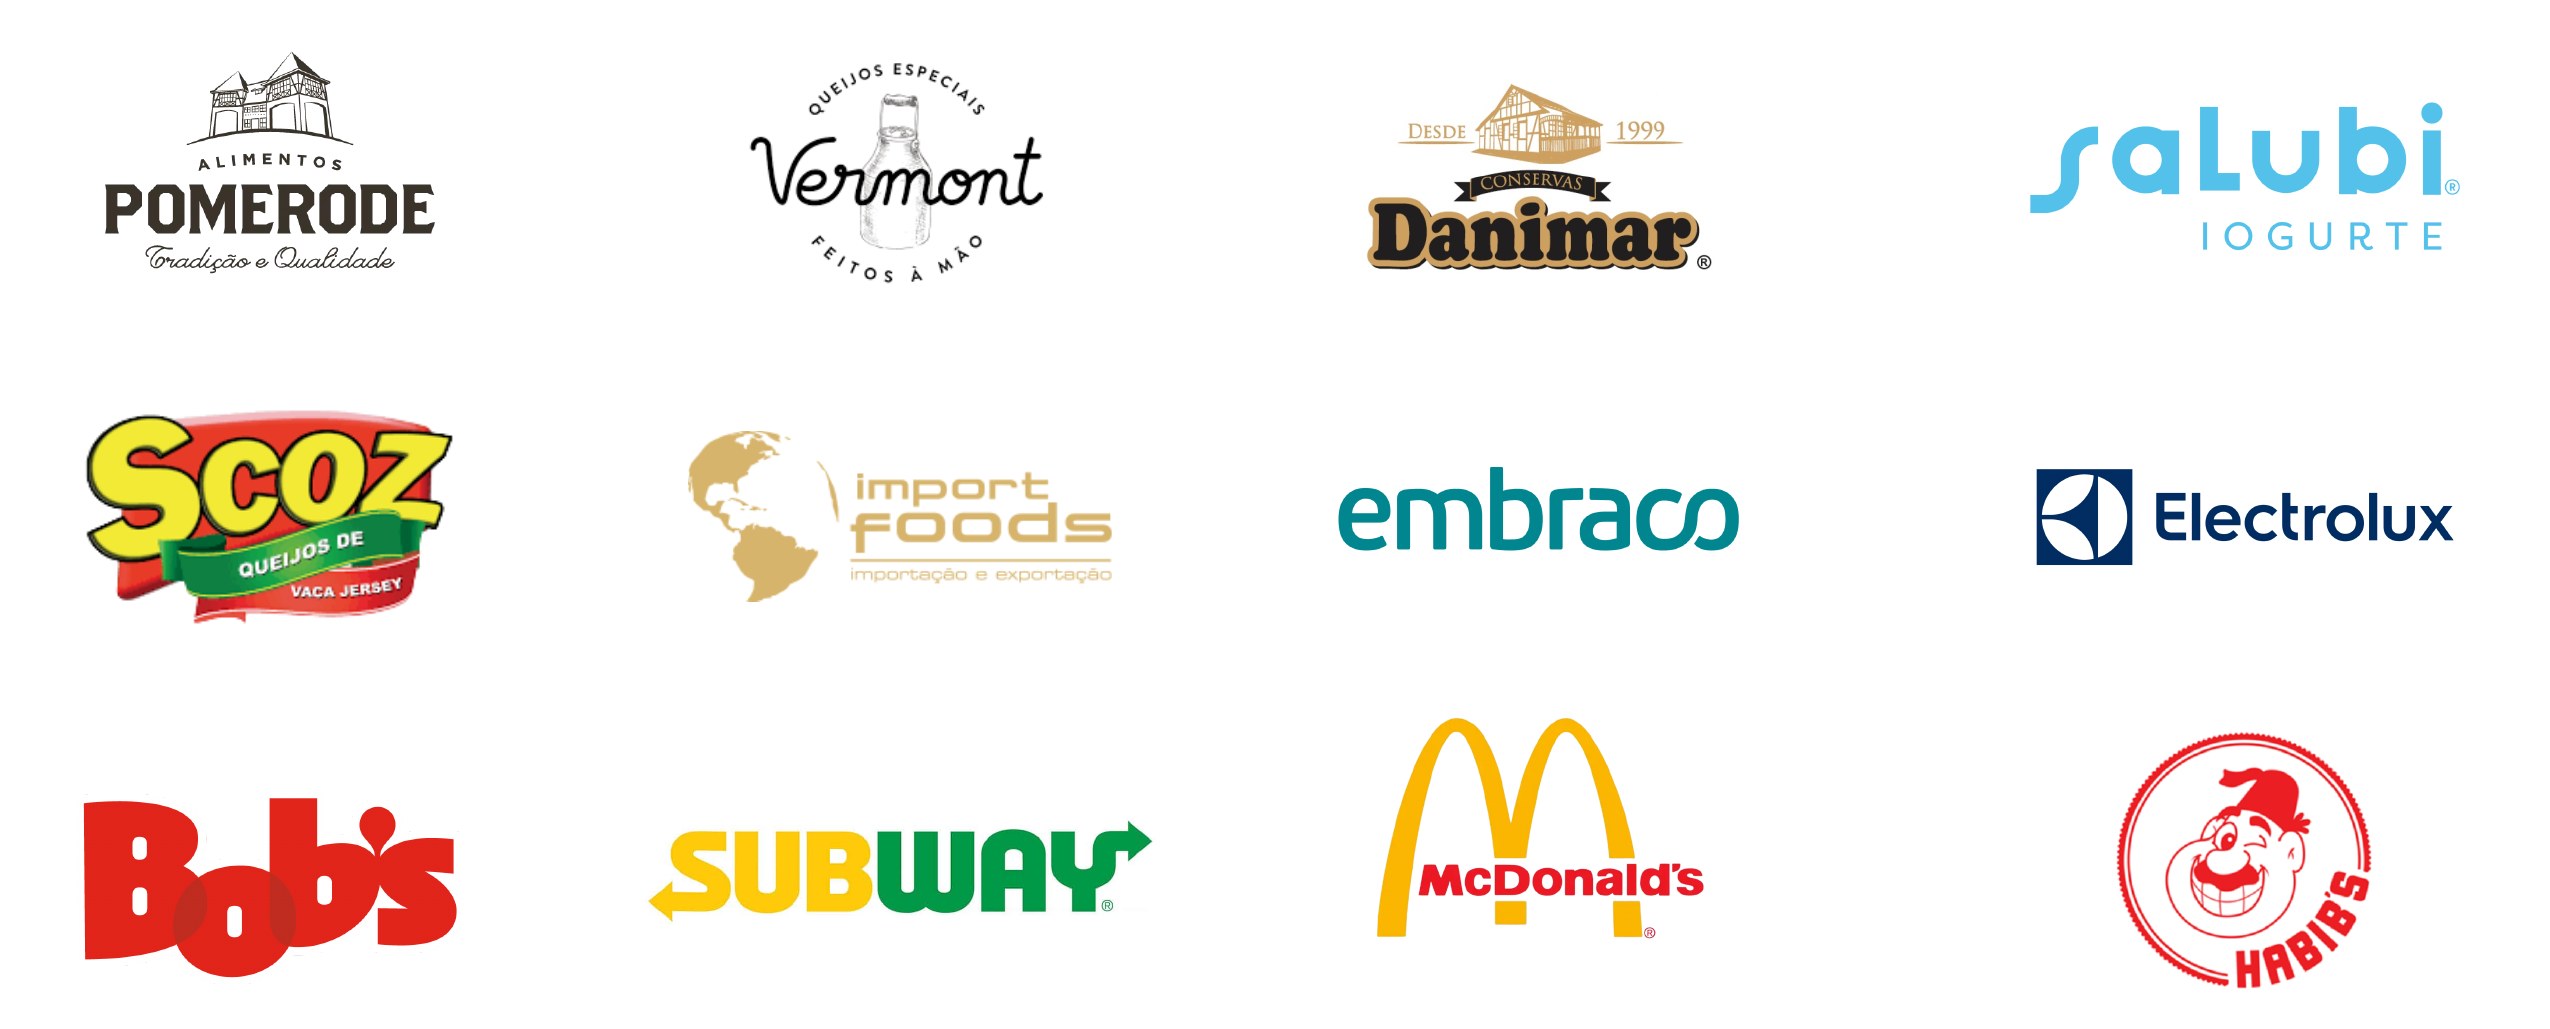 ALIMENTOS
POMERODE
Tradição e Qualidade
QUEIJOS ESPECIAIS
Vermont
FEITOS À MÃO
DESDE 1999
CONSERVAS
Danimar®
saLubi®
IOGURTE
SCOZ
QUEIJOS DE
VACA JERSEY
import
foods
importação e exportação
embraco
Electrolux
Bob's
SUBWAY®
McDonald's®
HABIB'S